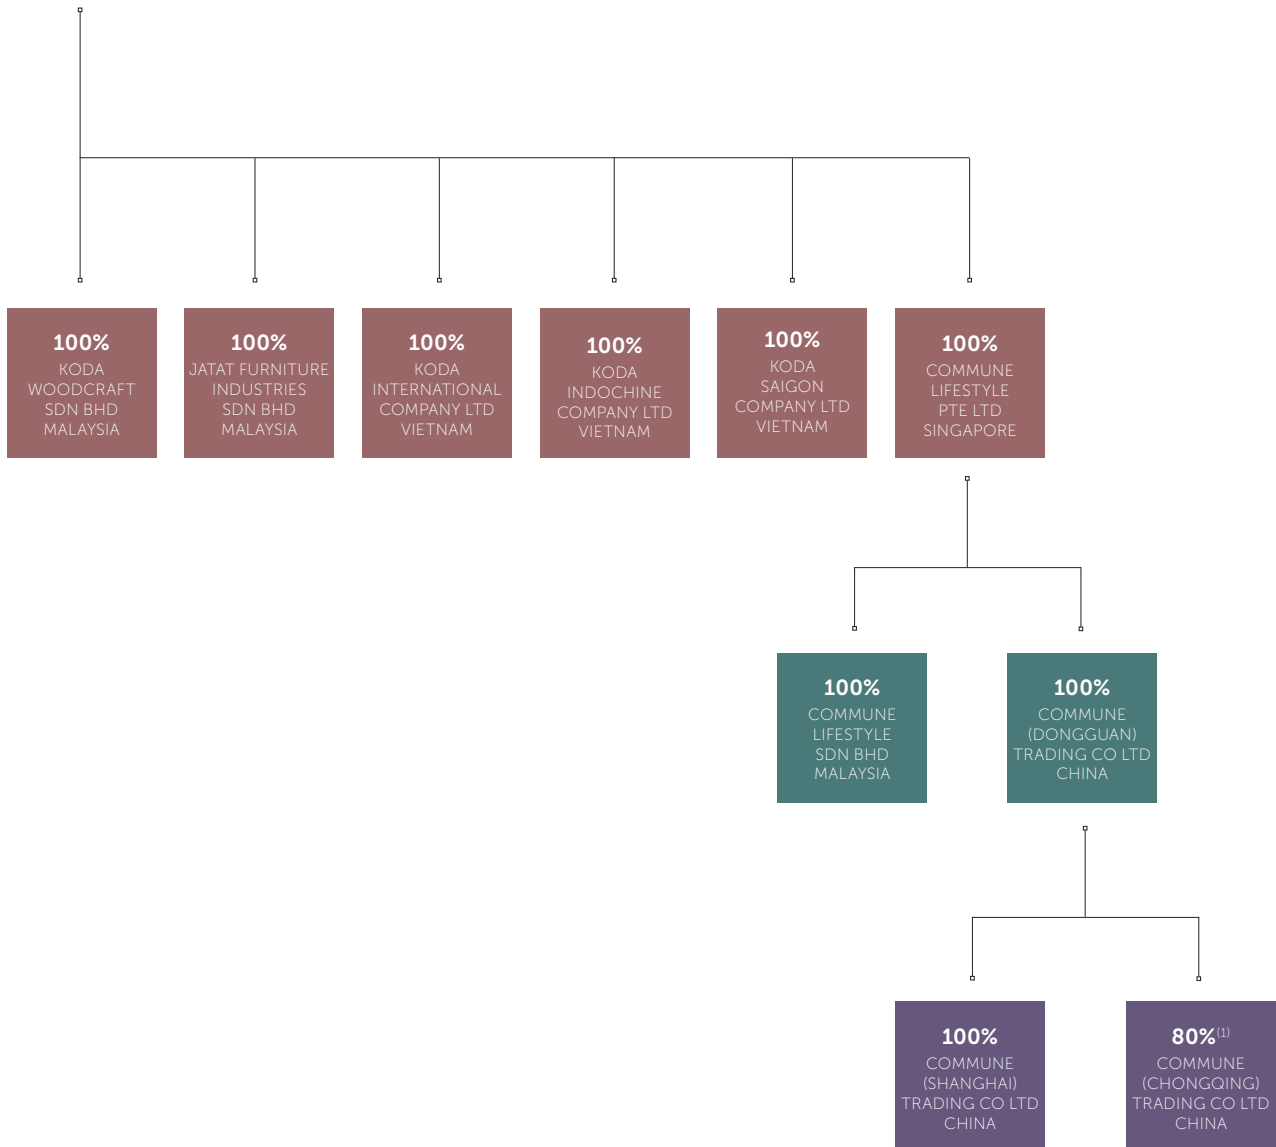 100%
KODA
WOODCRAFT
SDN BHD
MALAYSIA
100%
JATAT FURNITURE
INDUSTRIES
SDN BHD
MALAYSIA
100%
KODA
INTERNATIONAL
COMPANY LTD
VIETNAM
100%
KODA
INDOCHINE
COMPANY LTD
VIETNAM
100%
KODA
SAIGON
COMPANY LTD
VIETNAM
100%
COMMUNE
LIFESTYLE
PTE LTD
SINGAPORE
100%
COMMUNE
LIFESTYLE
SDN BHD
MALAYSIA
100%
COMMUNE
(DONGGUAN)
TRADING CO LTD
CHINA
100%
COMMUNE
(SHANGHAI)
TRADING CO LTD
CHINA
80%(1)
COMMUNE
(CHONGQING)
TRADING CO LTD
CHINA